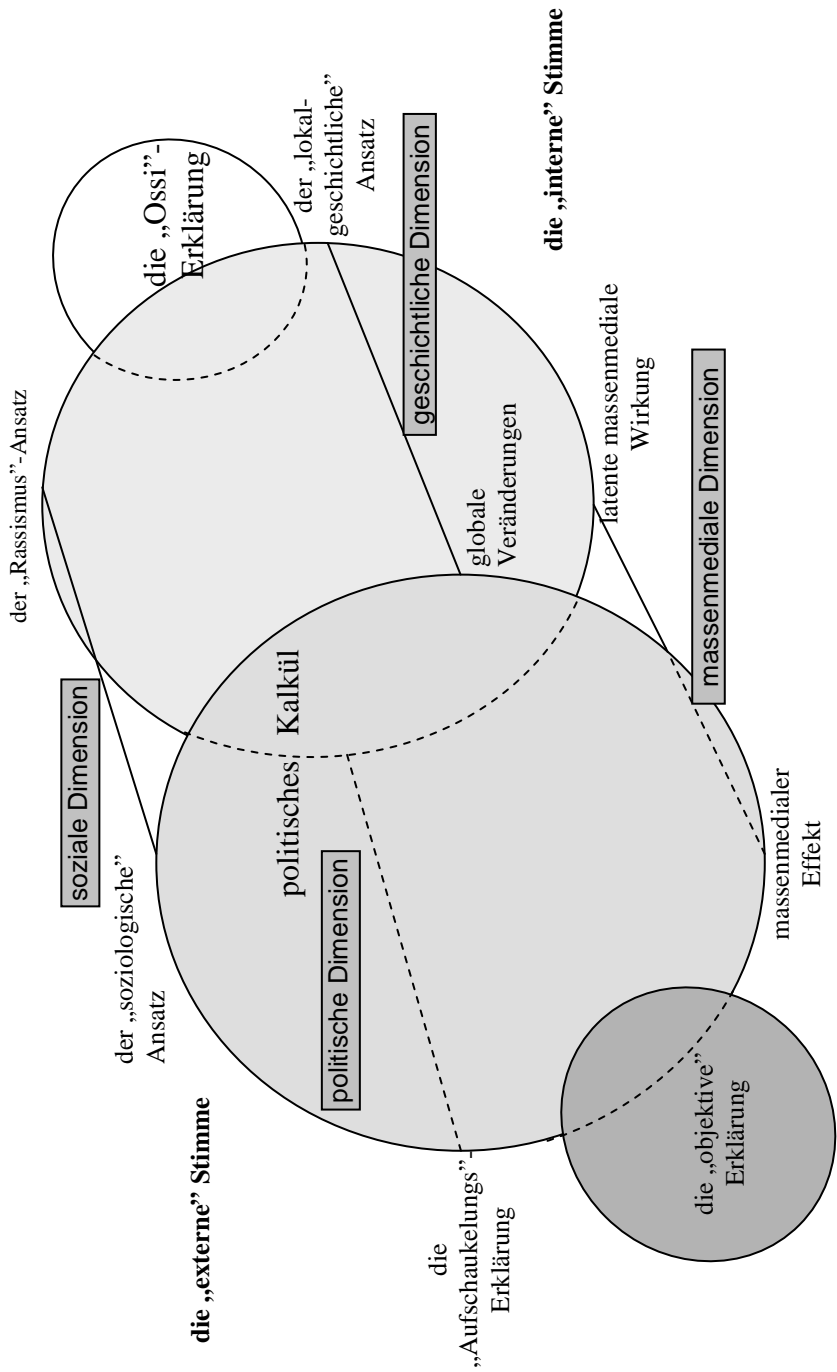 der „Rassismus”-Ansatz
die „Ossi”-
Erklärung
soziale Dimension
der „lokal-
geschichtliche”
Ansatz
der „soziologische”
Ansatz
geschichtliche Dimension
die „externe” Stimme
politisches Kalkül
politische Dimension
globale
Veränderungen
die „interne” Stimme
die
„Aufschaukelungs”-
Erklärung
latente massenmediale
Wirkung
massenmediale Dimension
die „objektive”
Erklärung
massenmedialer
Effekt